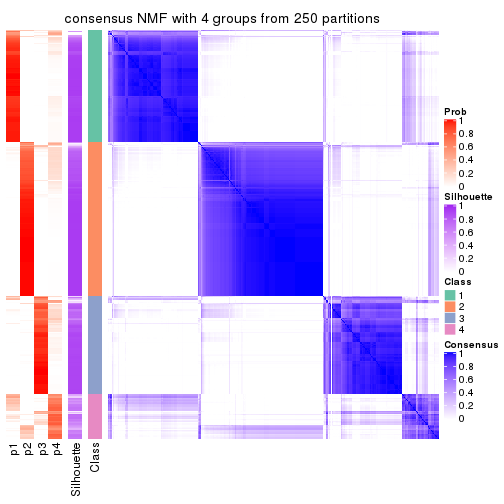 consensus NMF with 4 groups from 250 partitions
Prob
1
0.8
0.6
0.4
0.2
0
Silhouette
1
0.8
0.6
0.4
0.2
0
Class
1
2
3
4
Consensus
1
0.8
0.6
0.4
0.2
0
p1
p2
p3
p4
Silhouette
Class